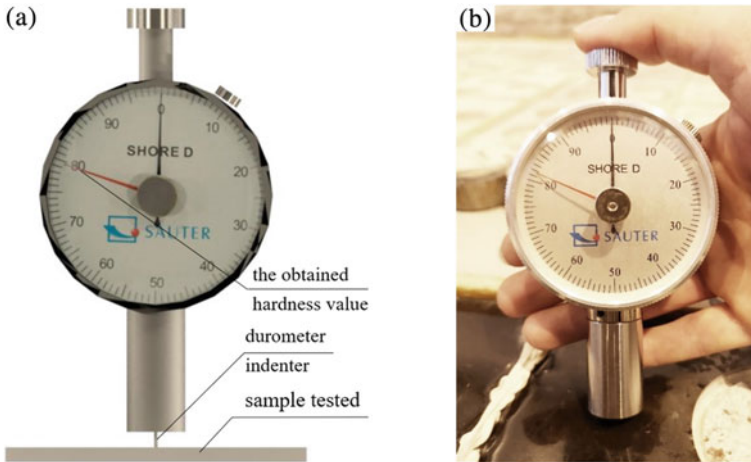 (a)
0
90
10
SHORE D
80
20
70
30
SAUTER
60
40
50
the obtained
hardness value
durometer
indenter
sample tested
(b)
0
90
10
SHORE D
80
20
SAUTER
70
30
60
40
50